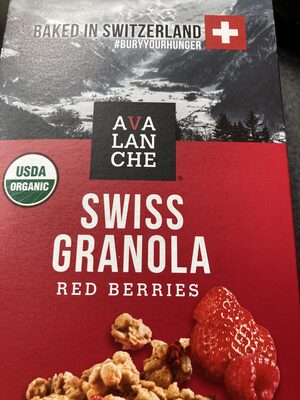 BAKED IN SWITZERLAND
#BURYYOURHUNGER
AVA
LAN
CHE
®
USDA
ORGANIC
SWISS
GRANOLA
RED BERRIES